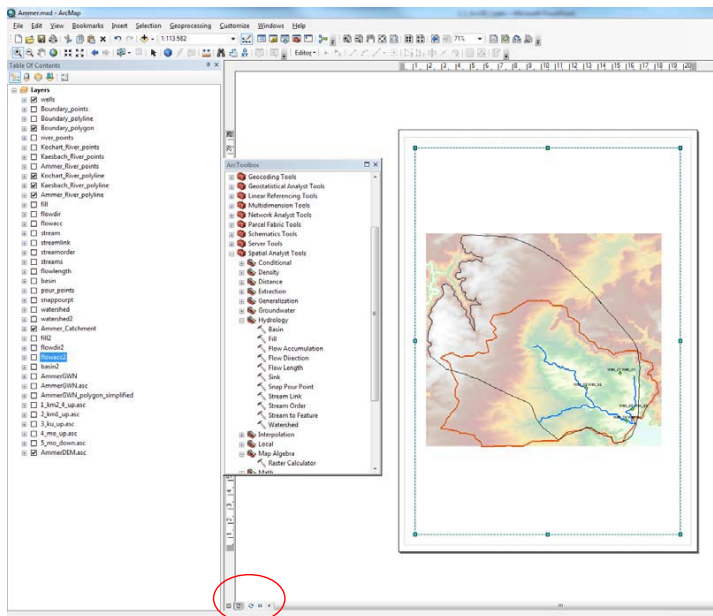 Ammer.mxd - ArcMap
File Edit View Bookmarks Insert Selection Geoprocessing Customize Windows Help
1:113.582
71%
Editor
Table Of Contents
Layers
wells
Boundary_points
Boundary_polyline
Boundary_polygon
river_points
Kochart_River_points
Kaesbach_River_points
Ammer_River_points
Kochart_River_polyline
Kaesbach_River_polyline
Ammer_River_polyline
fill
flowdir
flowacc
stream
streamlink
streamorder
streams
flowlength
basin
pour_points
snappourpt
watershed
watershed2
Ammer_Catchment
fill2
flowdir2
flowacc2
basin2
AmmerGWN
AmmerGWN.asc
AmmerGWN_polygon_simplified
1_km2_4_up.asc
2_km1_up.asc
3_ku_up.asc
4_mo_up.asc
5_mo_down.asc
AmmerDEM.asc
ArcToolbox
Geocoding Tools
Geostatistical Analyst Tools
Linear Referencing Tools
Multidimension Tools
Network Analyst Tools
Parcel Fabric Tools
Schematics Tools
Server Tools
Spatial Analyst Tools
Conditional
Density
Distance
Extraction
Generalization
Groundwater
Hydrology
Basin
Fill
Flow Accumulation
Flow Direction
Flow Length
Sink
Snap Pour Point
Stream Link
Stream Order
Stream to Feature
Watershed
Interpolation
Local
Map Algebra
Raster Calculator
Math